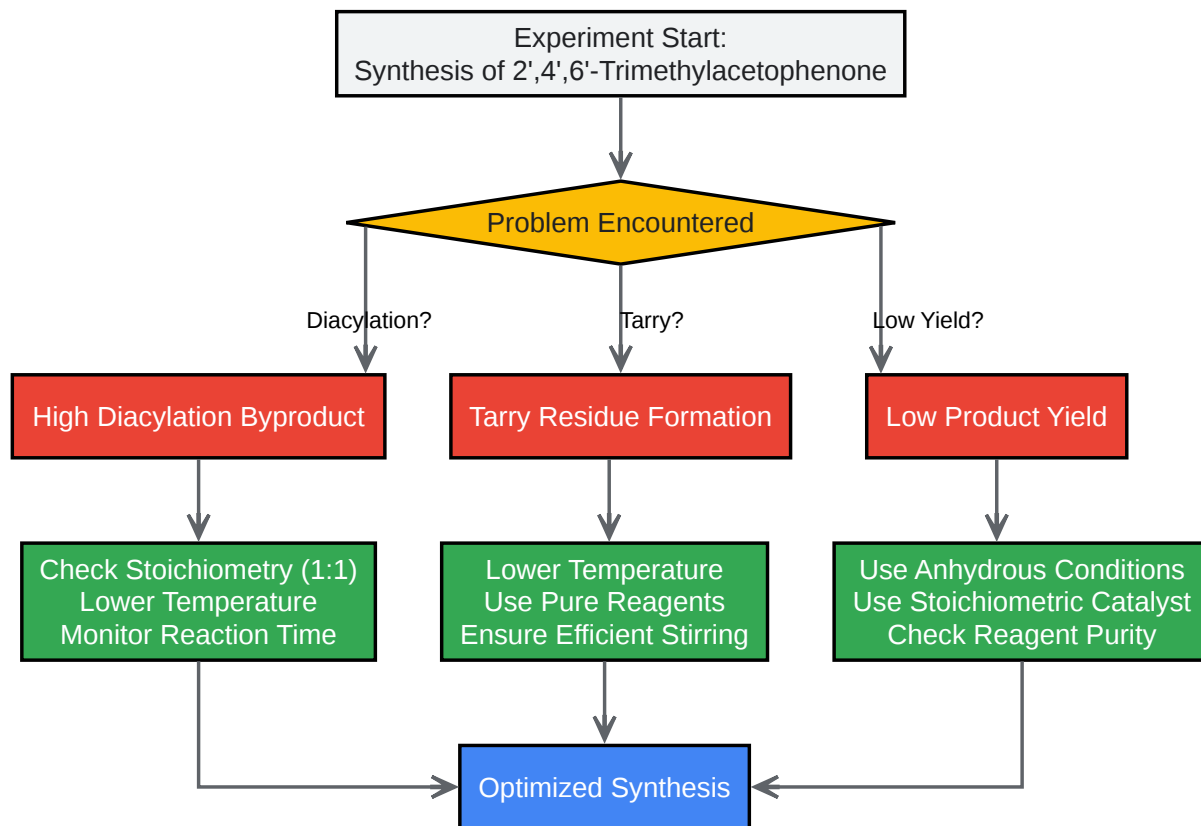 Experiment Start:
Synthesis of 2',4',6'-Trimethylacetophenone
Problem Encountered
Diacylation?
Tarry?
Low Yield?
High Diacylation Byproduct
Tarry Residue Formation
Low Product Yield
Check Stoichiometry (1:1)
Lower Temperature
Monitor Reaction Time
Lower Temperature
Use Pure Reagents
Ensure Efficient Stirring
Use Anhydrous Conditions
Use Stoichiometric Catalyst
Check Reagent Purity
Optimized Synthesis